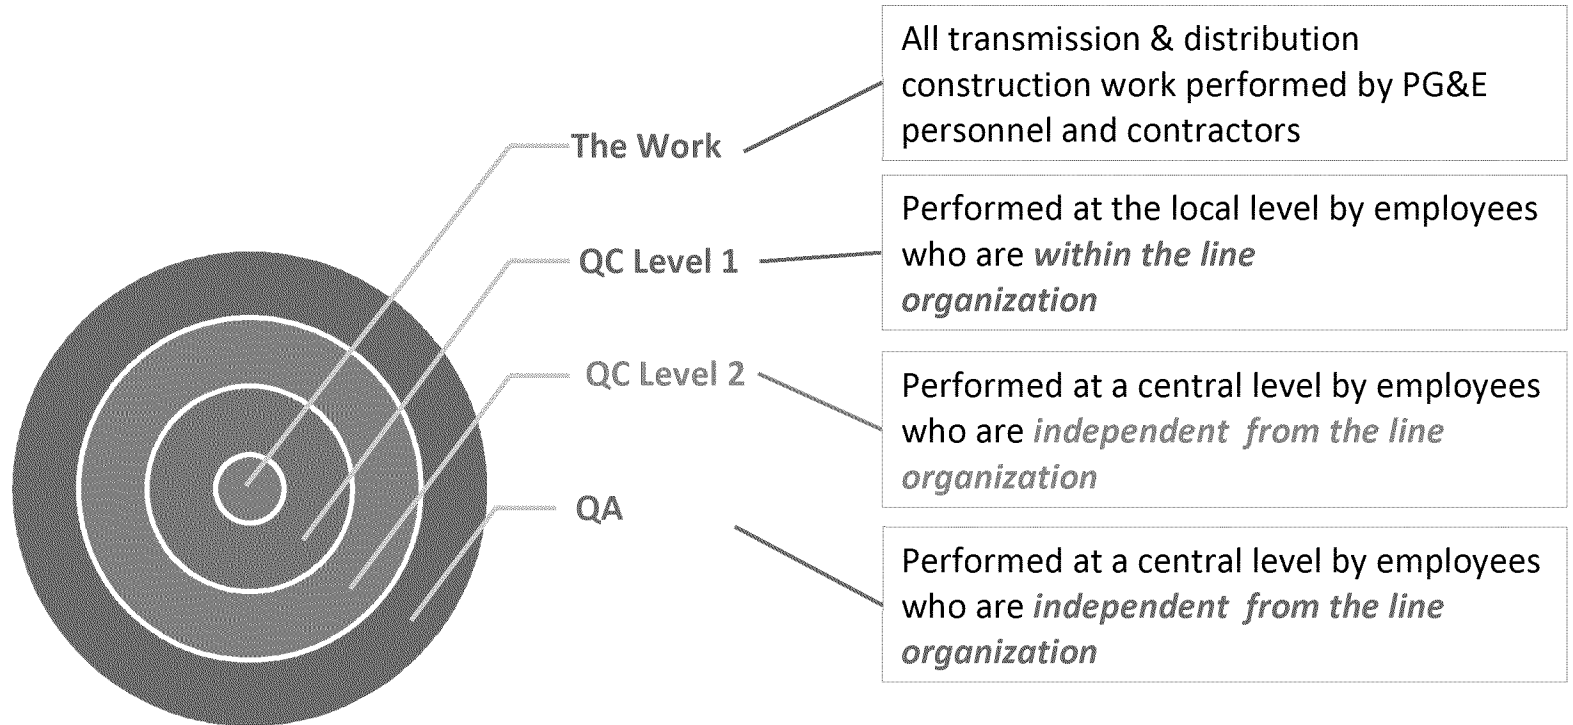 The Work
All transmission & distribution
construction work performed by PG&E
personnel and contractors
QC Level 1
Performed at the local level by employees
who are within the line
organization
QC Level 2
Performed at a central level by employees
who are independent from the line
organization
QA
Performed at a central level by employees
who are independent from the line
organization